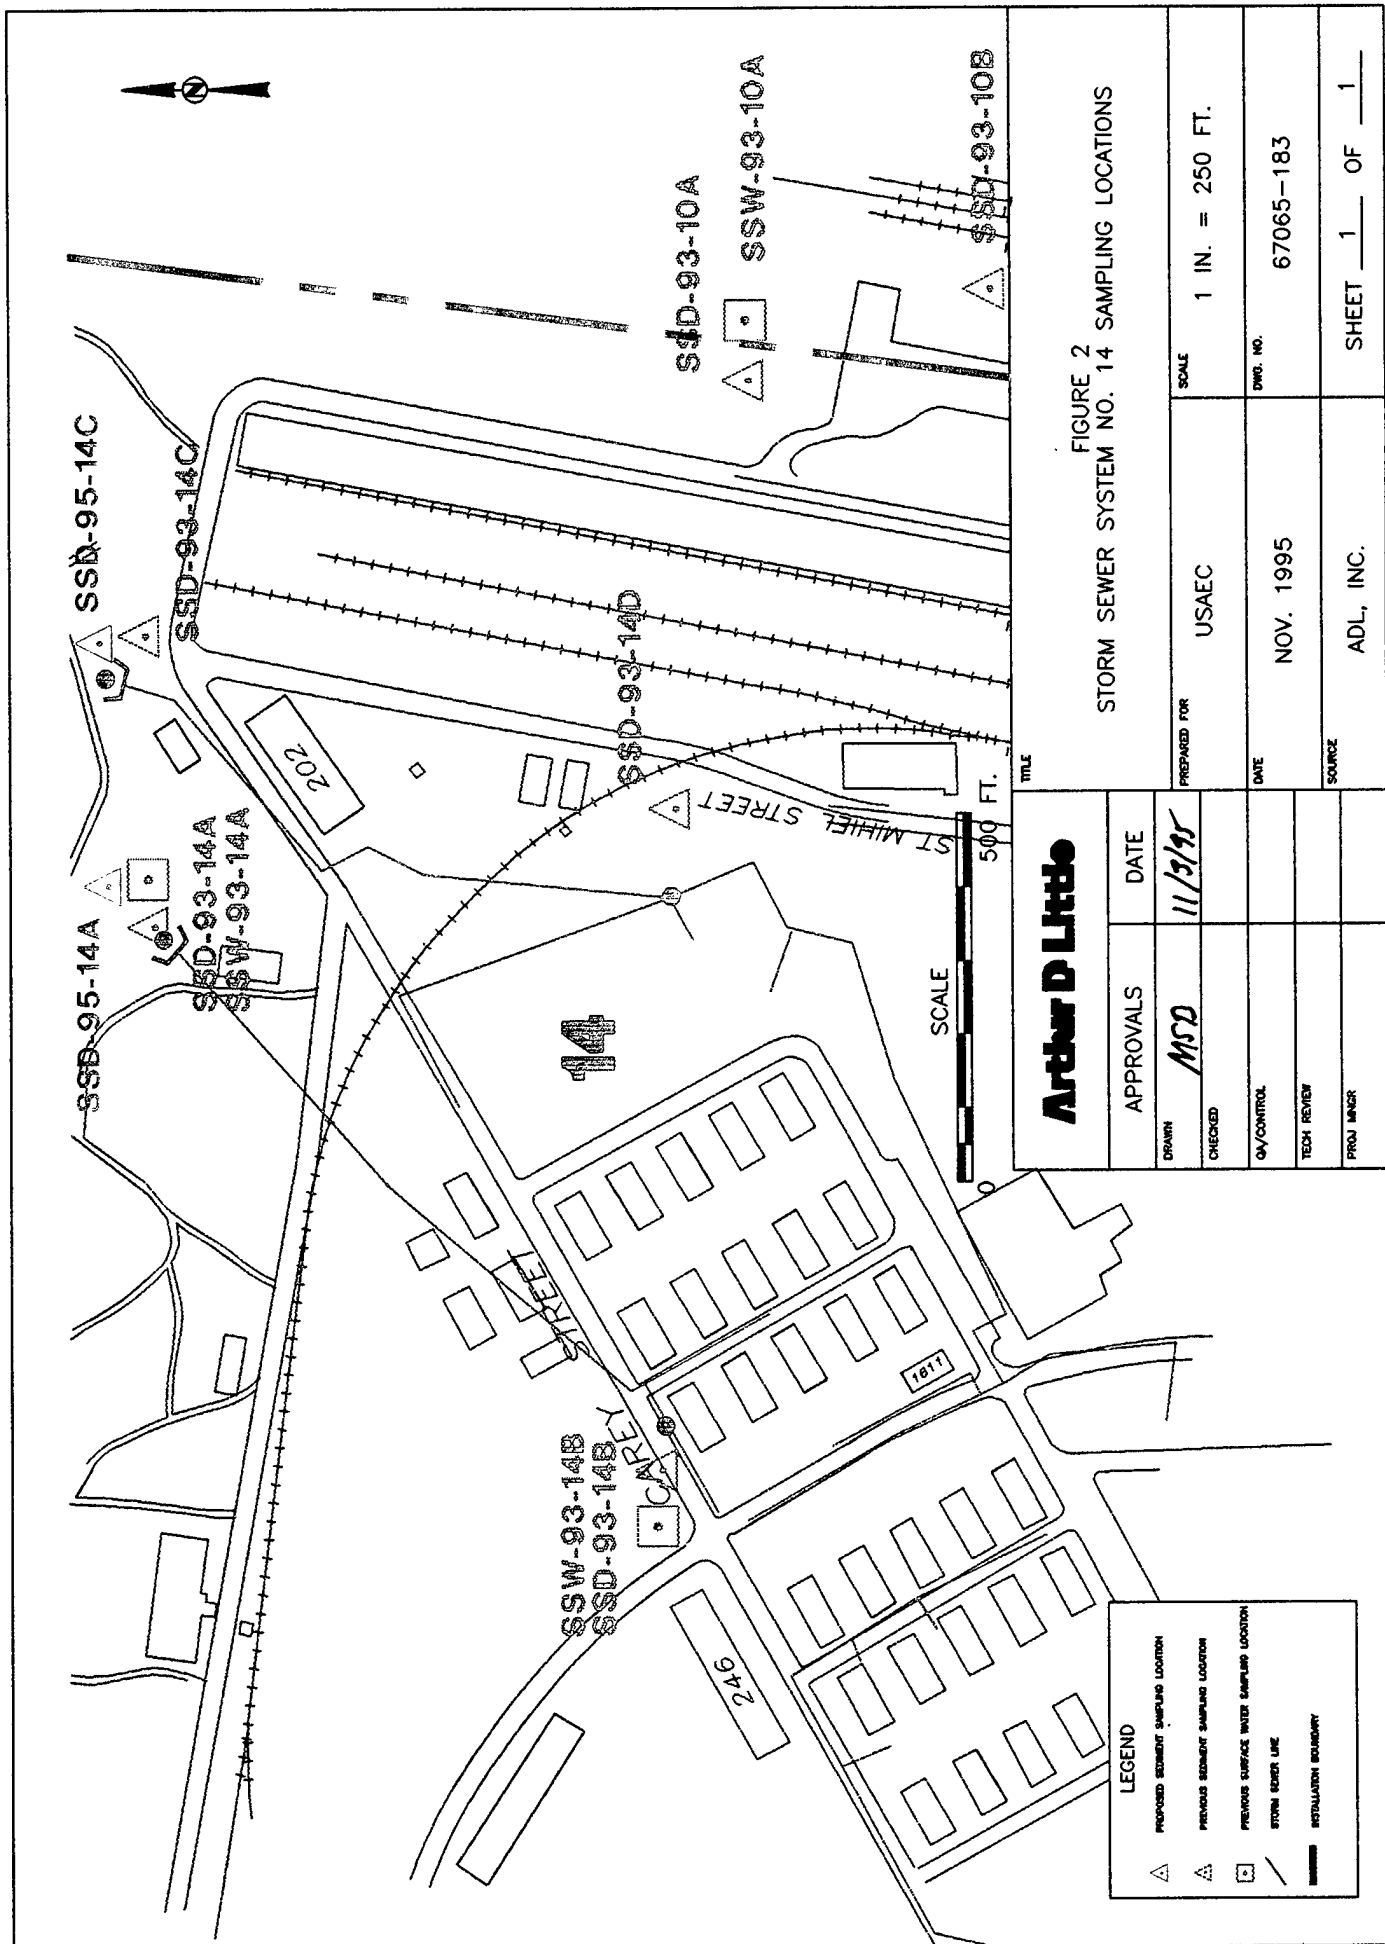 N
SSD-95-14A
SSD-93-14A
SSW-93-14A
SSD-95-14C
SSD-93-14C
202
SSD-93-14D
ST. MIHIEL STREET
SSD-93-10A
SSW-93-10A
SSD-93-10B
14
CAREY STREET
SSW-93-14B
SSD-93-14B
246
1611
SCALE
0
500 FT.
LEGEND
PROPOSED SEDIMENT SAMPLING LOCATION
PREVIOUS SEDIMENT SAMPLING LOCATION
PREVIOUS SURFACE WATER SAMPLING LOCATION
STORM SEWER LINE
INSTALLATION BOUNDARY
Arthur D Little
APPROVALS
DATE
DRAWN
MSD
11/9/95
CHECKED
QA/CONTROL
TECH REVIEW
PROJ MNGR
TITLE
FIGURE 2
STORM SEWER SYSTEM NO. 14 SAMPLING LOCATIONS
PREPARED FOR
USAEC
SCALE
1 IN. = 250 FT.
DATE
NOV. 1995
DWG. NO.
67065-183
SOURCE
ADL, INC.
SHEET 1 OF 1